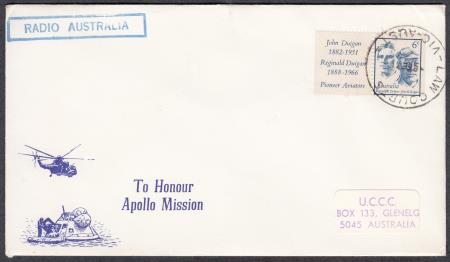 RADIO AUSTRALIA
John Duigan
1882-1951
Reginald Duigan
1888-1966
Pioneer Aviators
6c
Australia
LAW COURTS
VIC-AUS
To Honour
Apollo Mission
U.C.C.C.
BOX 133, GLENELG
5045 AUSTRALIA